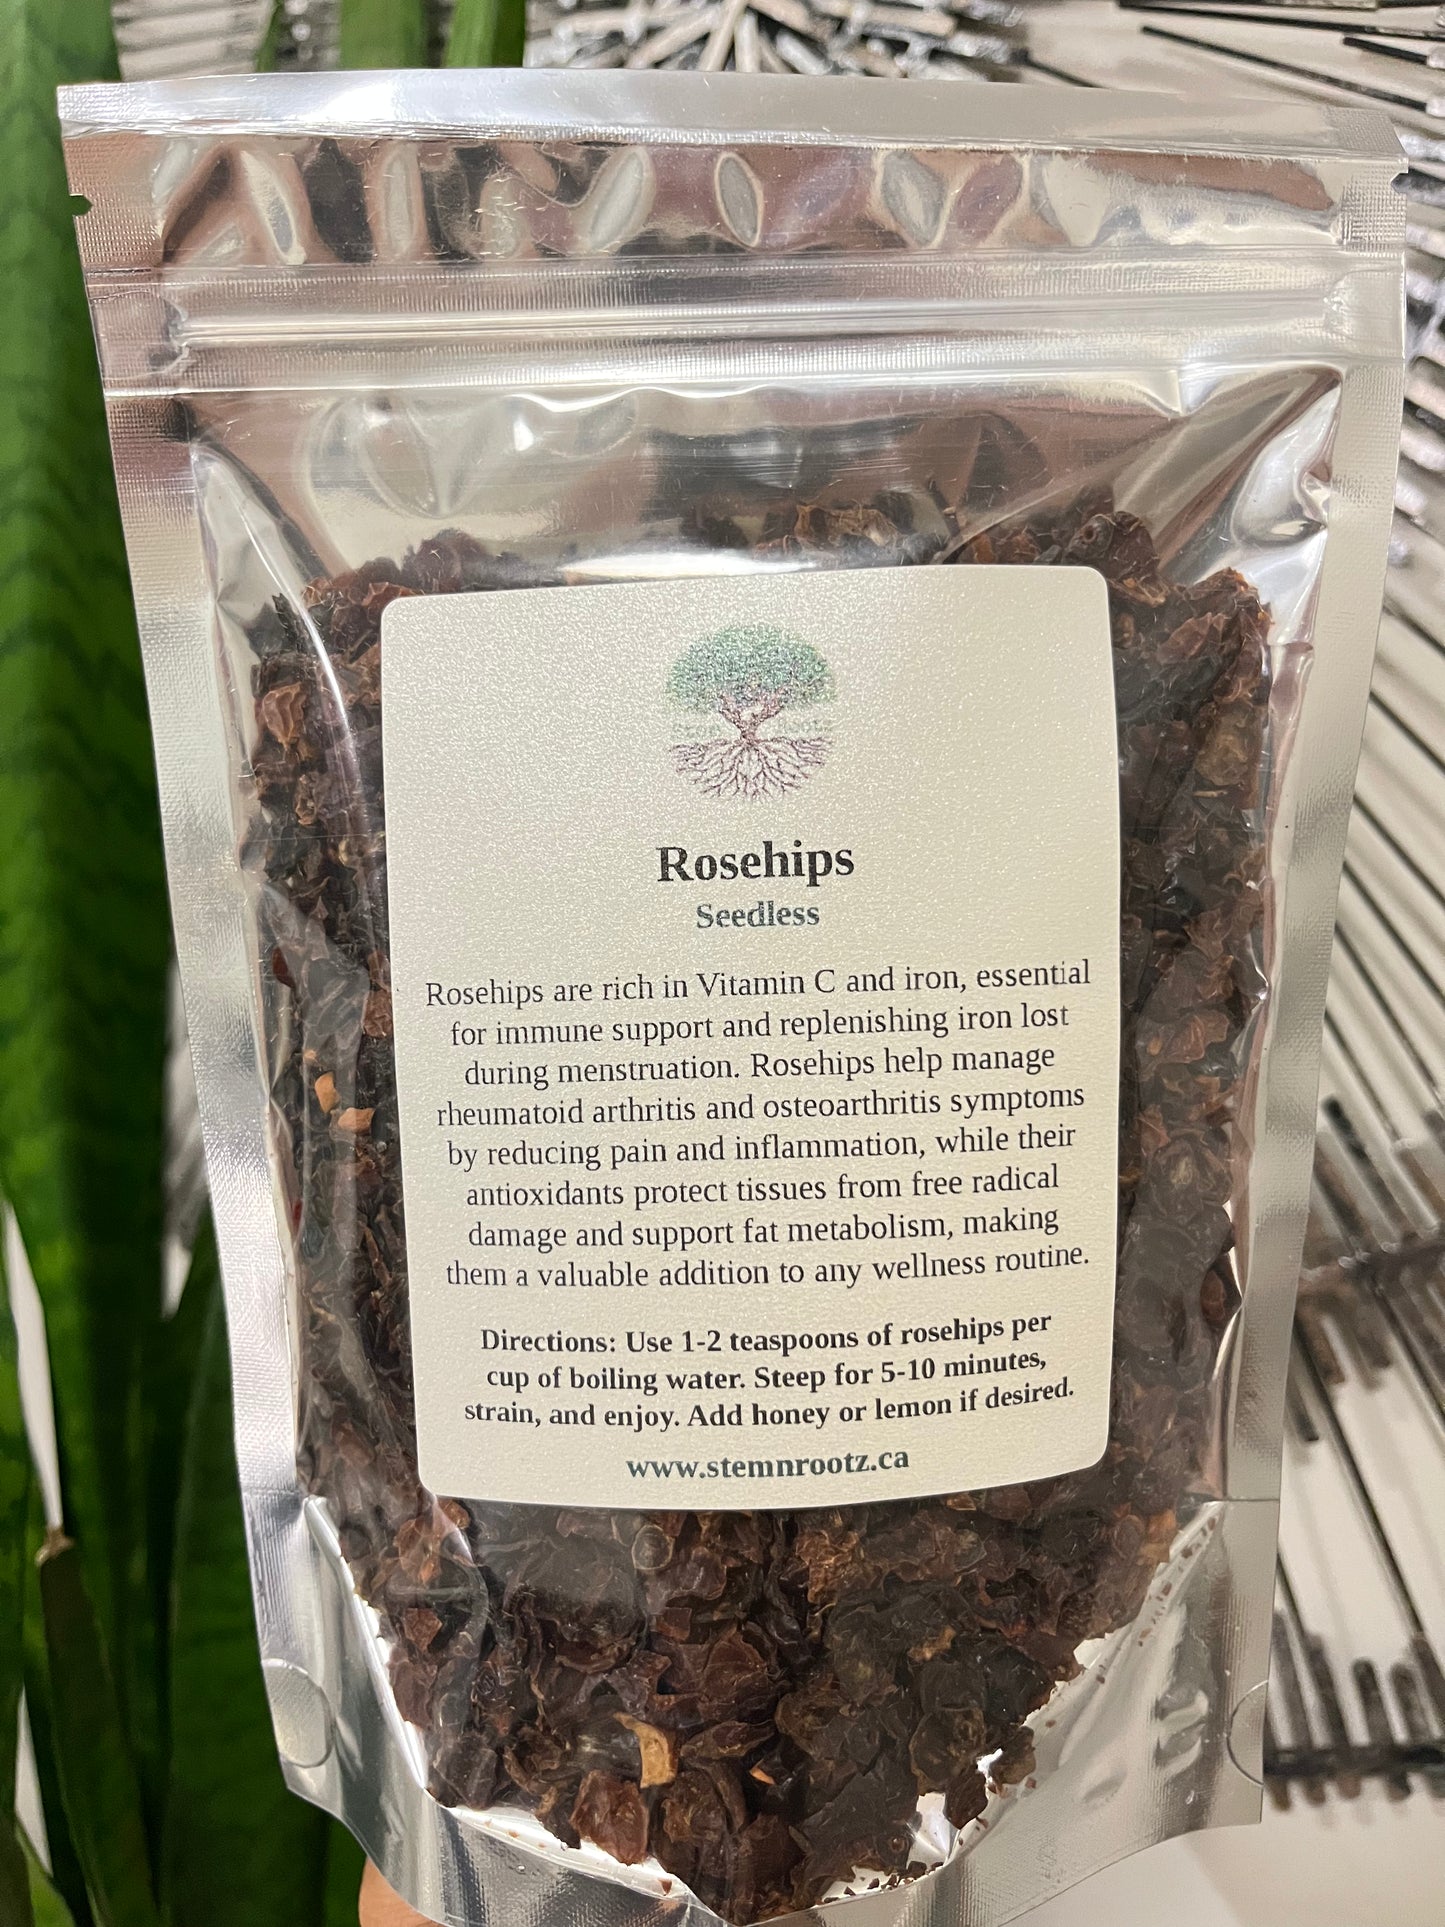 Stem Rootz
Rosehips
Seedless
Rosehips are rich in Vitamin C and iron, essential
for immune support and replenishing iron lost
during menstruation. Rosehips help manage
rheumatoid arthritis and osteoarthritis symptoms
by reducing pain and inflammation, while their
antioxidants protect tissues from free radical
damage and support fat metabolism, making
them a valuable addition to any wellness routine.
Directions: Use 1-2 teaspoons of rosehips per
cup of boiling water. Steep for 5-10 minutes,
strain, and enjoy. Add honey or lemon if desired.
www.stemnrootz.ca